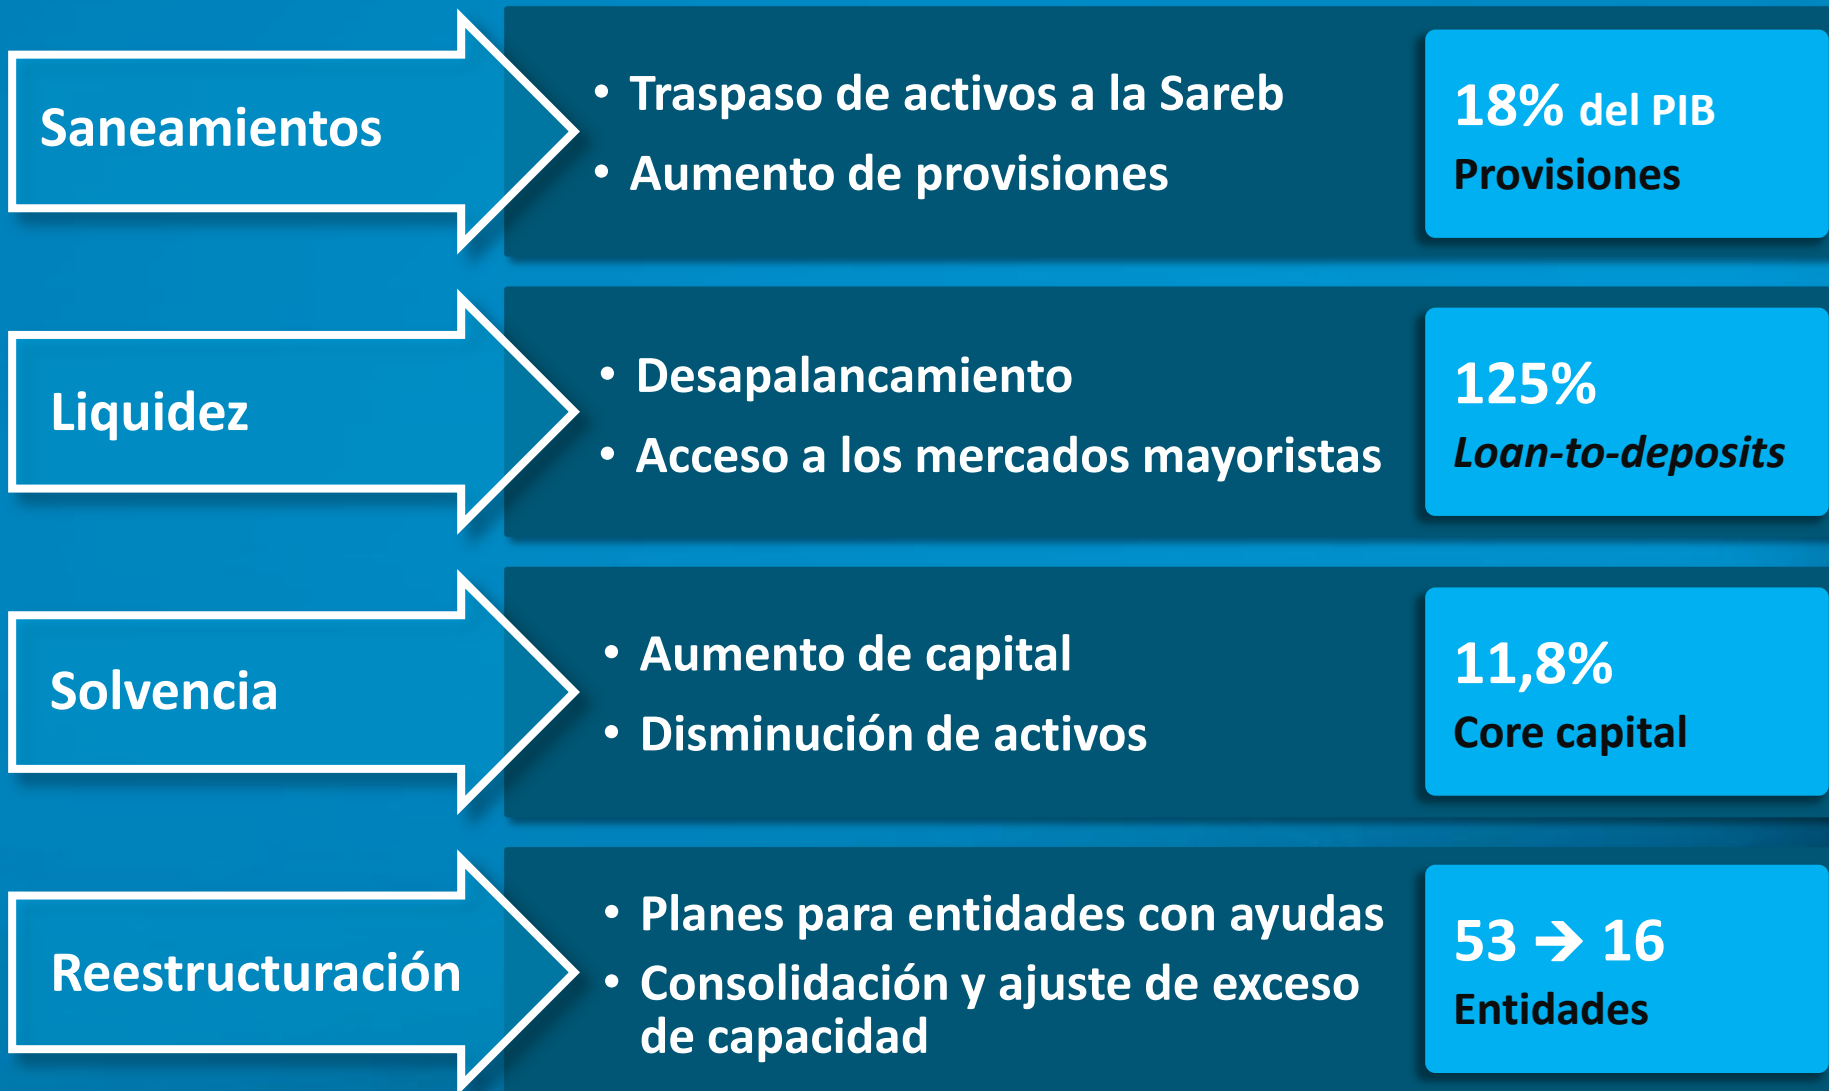 Saneamientos
• Traspaso de activos a la Sareb
• Aumento de provisiones
18% del PIB
Provisiones
Liquidez
• Desapalancamiento
• Acceso a los mercados mayoristas
125%
Loan-to-deposits
Solvencia
• Aumento de capital
• Disminución de activos
11,8%
Core capital
Reestructuración
• Planes para entidades con ayudas
• Consolidación y ajuste de exceso
de capacidad
53 → 16
Entidades